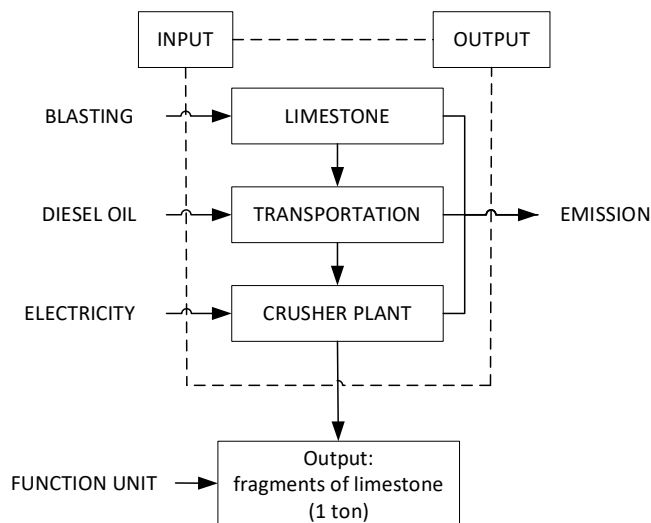 INPUT
OUTPUT
BLASTING
LIMESTONE
DIESEL OIL
TRANSPORTATION
EMISSION
ELECTRICITY
CRUSHER PLANT
FUNCTION UNIT
Output:
fragments of limestone
(1 ton)